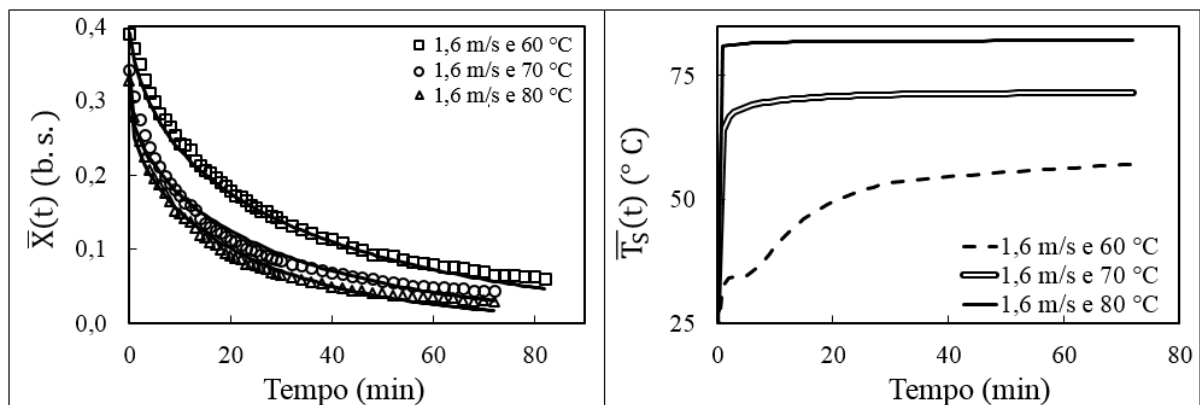 0,4
0,3
0,2
0,1
0,0
X̅(t) (b. s.)
1,6 m/s e 60 °C
1,6 m/s e 70 °C
1,6 m/s e 80 °C
0 20 40 60 80
Tempo (min)
75
50
25
T̅s(t) (° C)
1,6 m/s e 60 °C
1,6 m/s e 70 °C
1,6 m/s e 80 °C
0 20 40 60 80
Tempo (min)